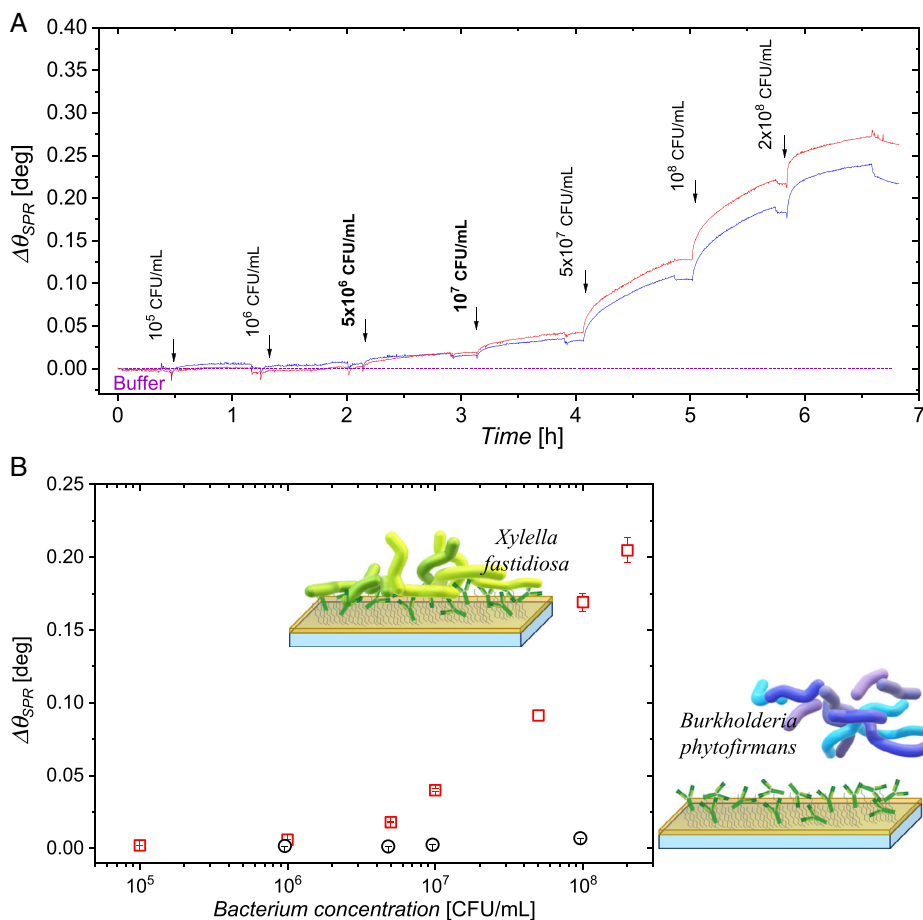 A
0.40
0.35
0.30
0.25
0.20
0.15
0.10
0.05
0.00
Δθ_SPR [deg]
10⁵ CFU/mL
10⁶ CFU/mL
5x10⁶ CFU/mL
10⁷ CFU/mL
5x10⁷ CFU/mL
10⁸ CFU/mL
2x10⁸ CFU/mL
Buffer
0 1 2 3 4 5 6 7
Time [h]
B
0.25
0.20
0.15
0.10
0.05
0.00
Δθ_SPR [deg]
Xylella
fastidiosa
Burkholderia
phytofirmans
10⁵ 10⁶ 10⁷ 10⁸
Bacterium concentration [CFU/mL]